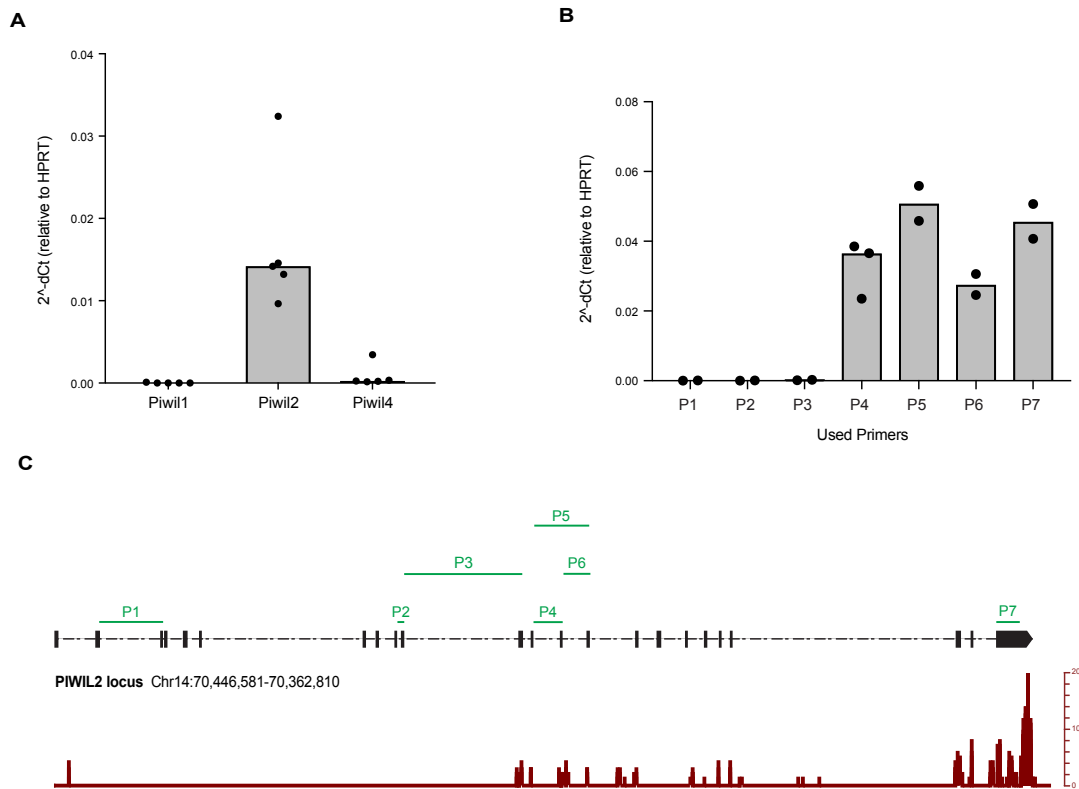 A
2^-dCt (relative to HPRT)
0.04
0.03
0.02
0.01
0.00
Piwil1 Piwil2 Piwil4
B
2^-dCt (relative to HPRT)
0.08
0.06
0.04
0.02
0.00
P1 P2 P3 P4 P5 P6 P7
Used Primers
C
P5
P3 P6
P1 P2 P4 P7
PIWIL2 locus Chr14:70,446,581-70,362,810
20
10
0